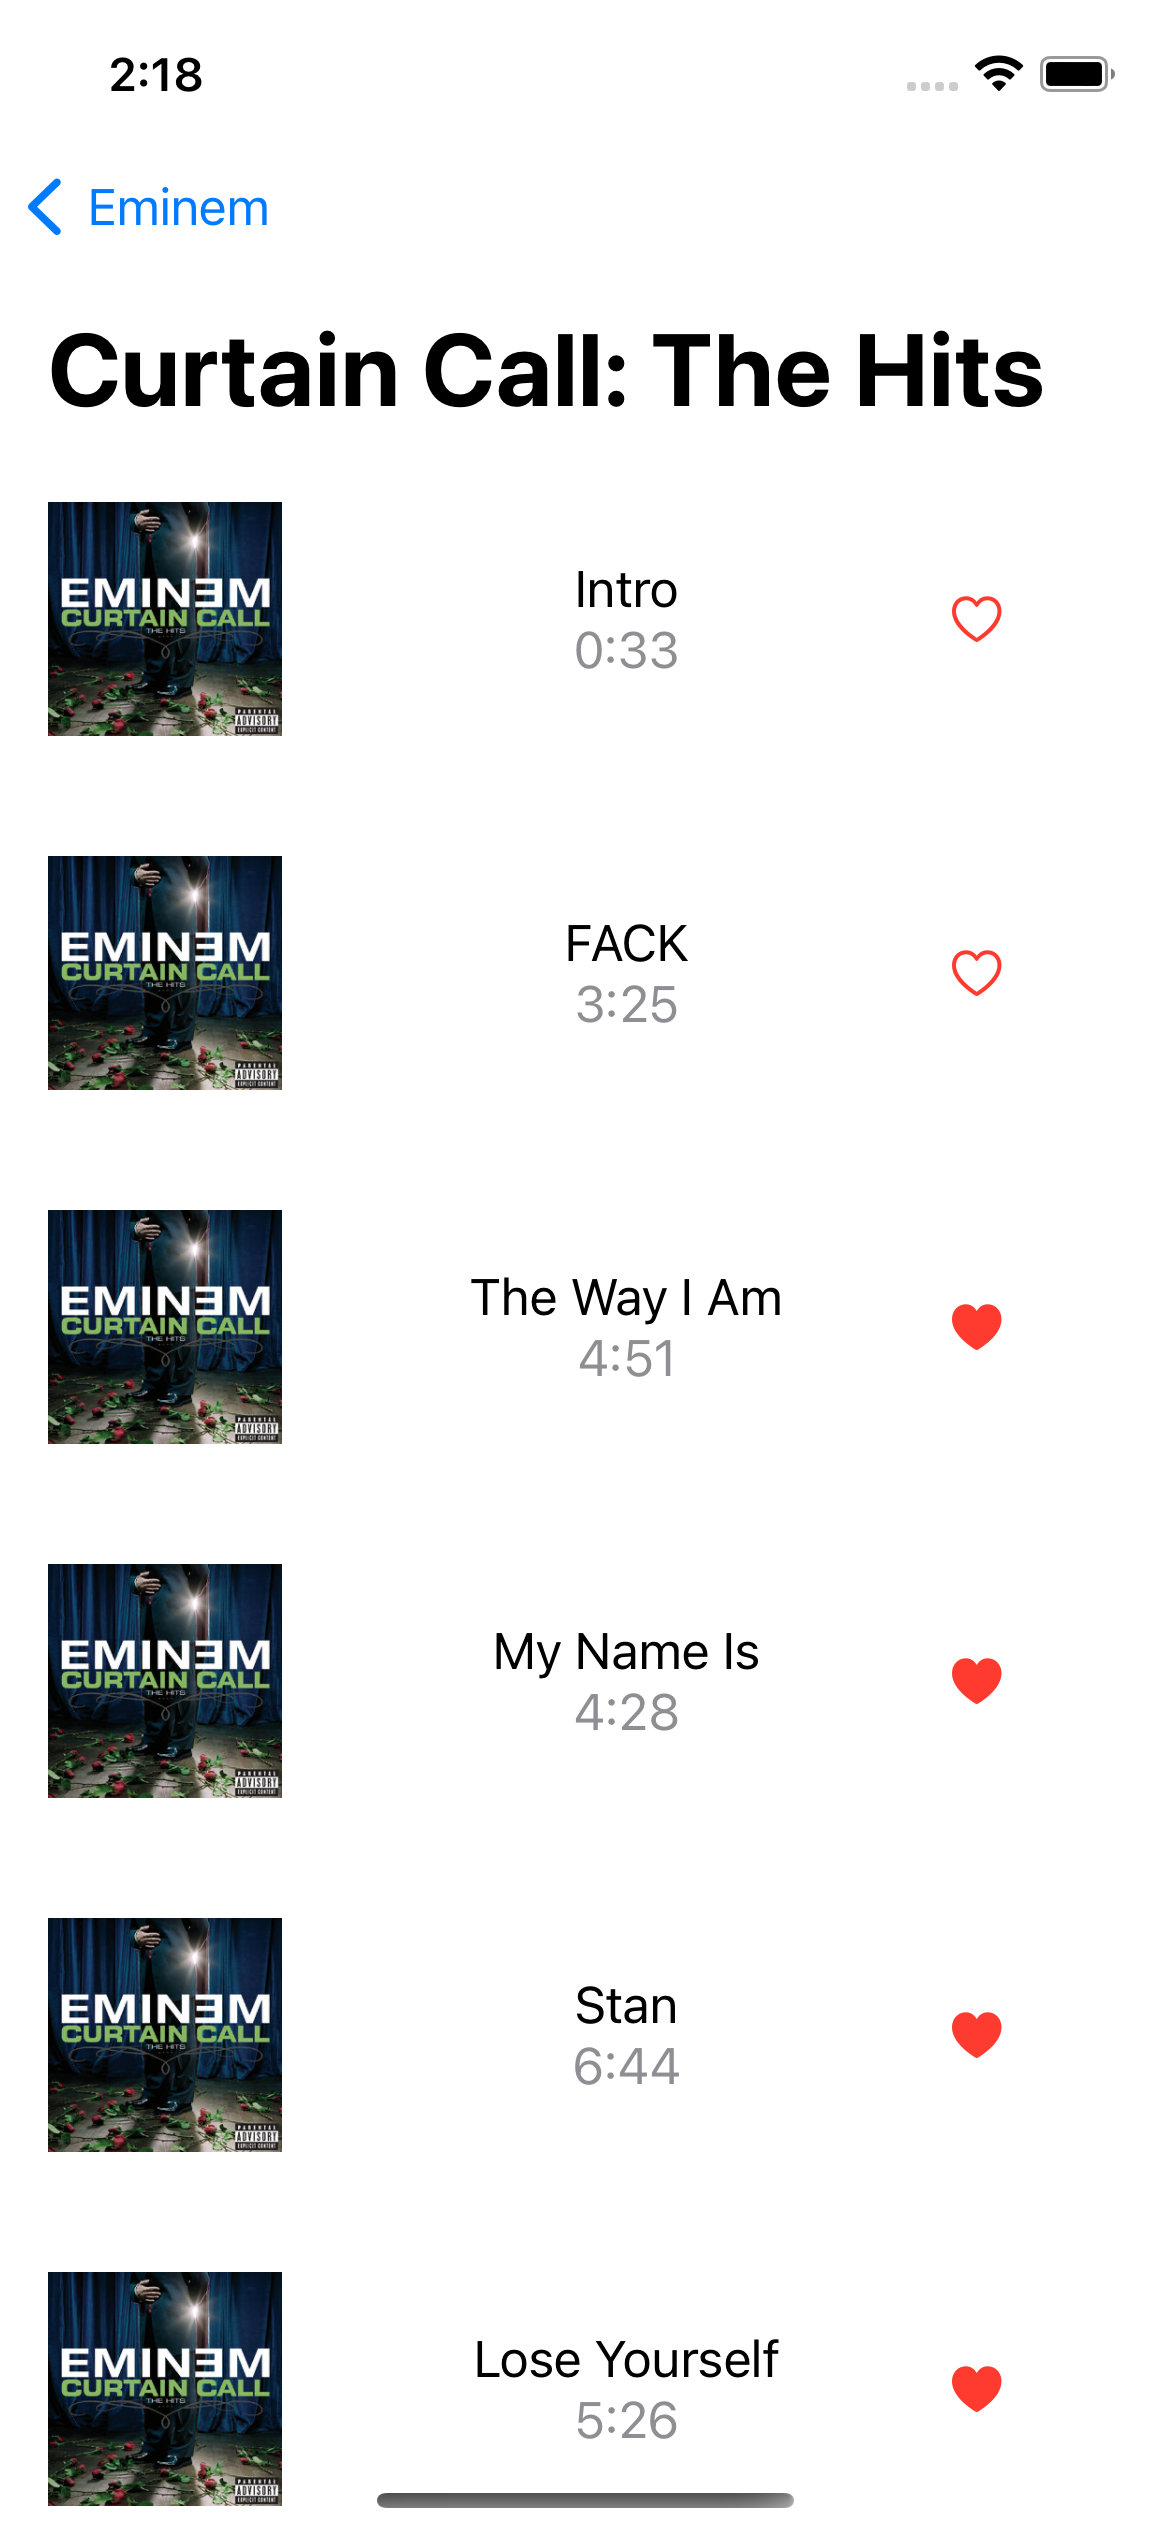 2:18
Eminem
Curtain Call: The Hits
EMINƎM
CURTAIN CALL
THE HITS
PARENTAL
ADVISORY
EXPLICIT CONTENT
Intro
0:33
EMINƎM
CURTAIN CALL
THE HITS
PARENTAL
ADVISORY
EXPLICIT CONTENT
FACK
3:25
EMINƎM
CURTAIN CALL
THE HITS
PARENTAL
ADVISORY
EXPLICIT CONTENT
The Way I Am
4:51
EMINƎM
CURTAIN CALL
THE HITS
PARENTAL
ADVISORY
EXPLICIT CONTENT
My Name Is
4:28
EMINƎM
CURTAIN CALL
THE HITS
PARENTAL
ADVISORY
EXPLICIT CONTENT
Stan
6:44
EMINƎM
CURTAIN CALL
THE HITS
PARENTAL
ADVISORY
EXPLICIT CONTENT
Lose Yourself
5:26